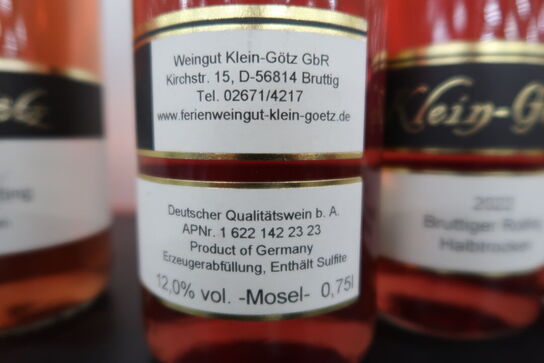 Weingut Klein-Götz GbR
Kirchstr. 15, D-56814 Bruttig
Tel. 02671/4217
www.ferienweingut-klein-goetz.de
Deutscher Qualitätswein b. A.
APNr. 1 622 142 23 23
Product of Germany
Erzeugerabfüllung, Enthält Sulfite
12,0% vol. -Mosel- 0,75l
Klein-Gö
2022
Bruttiger
Halbtrocken